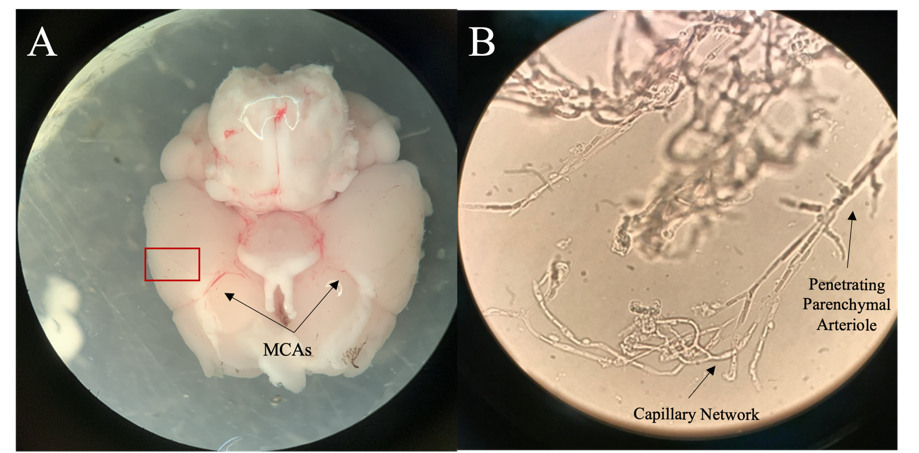 A
B
MCAs
Penetrating
Parenchymal
Arteriole
Capillary Network